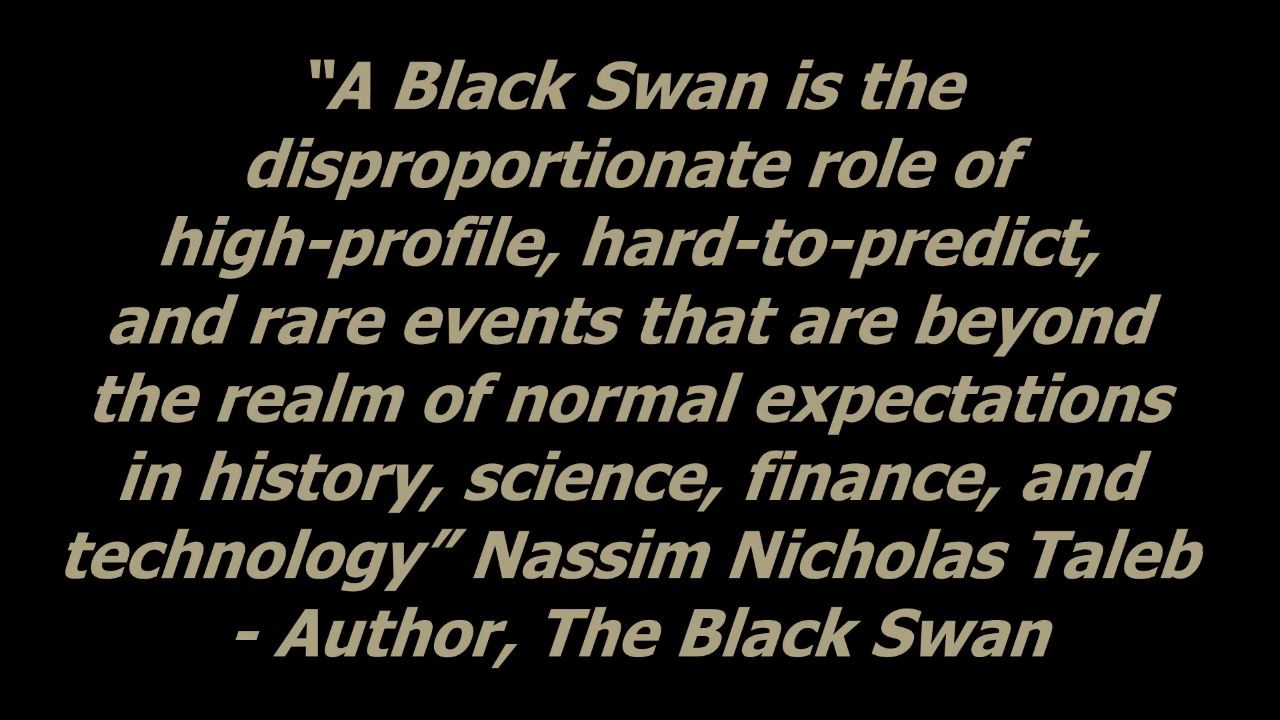 “A Black Swan is the
disproportionate role of
high-profile, hard-to-predict,
and rare events that are beyond
the realm of normal expectations
in history, science, finance, and
technology” Nassim Nicholas Taleb
- Author, The Black Swan